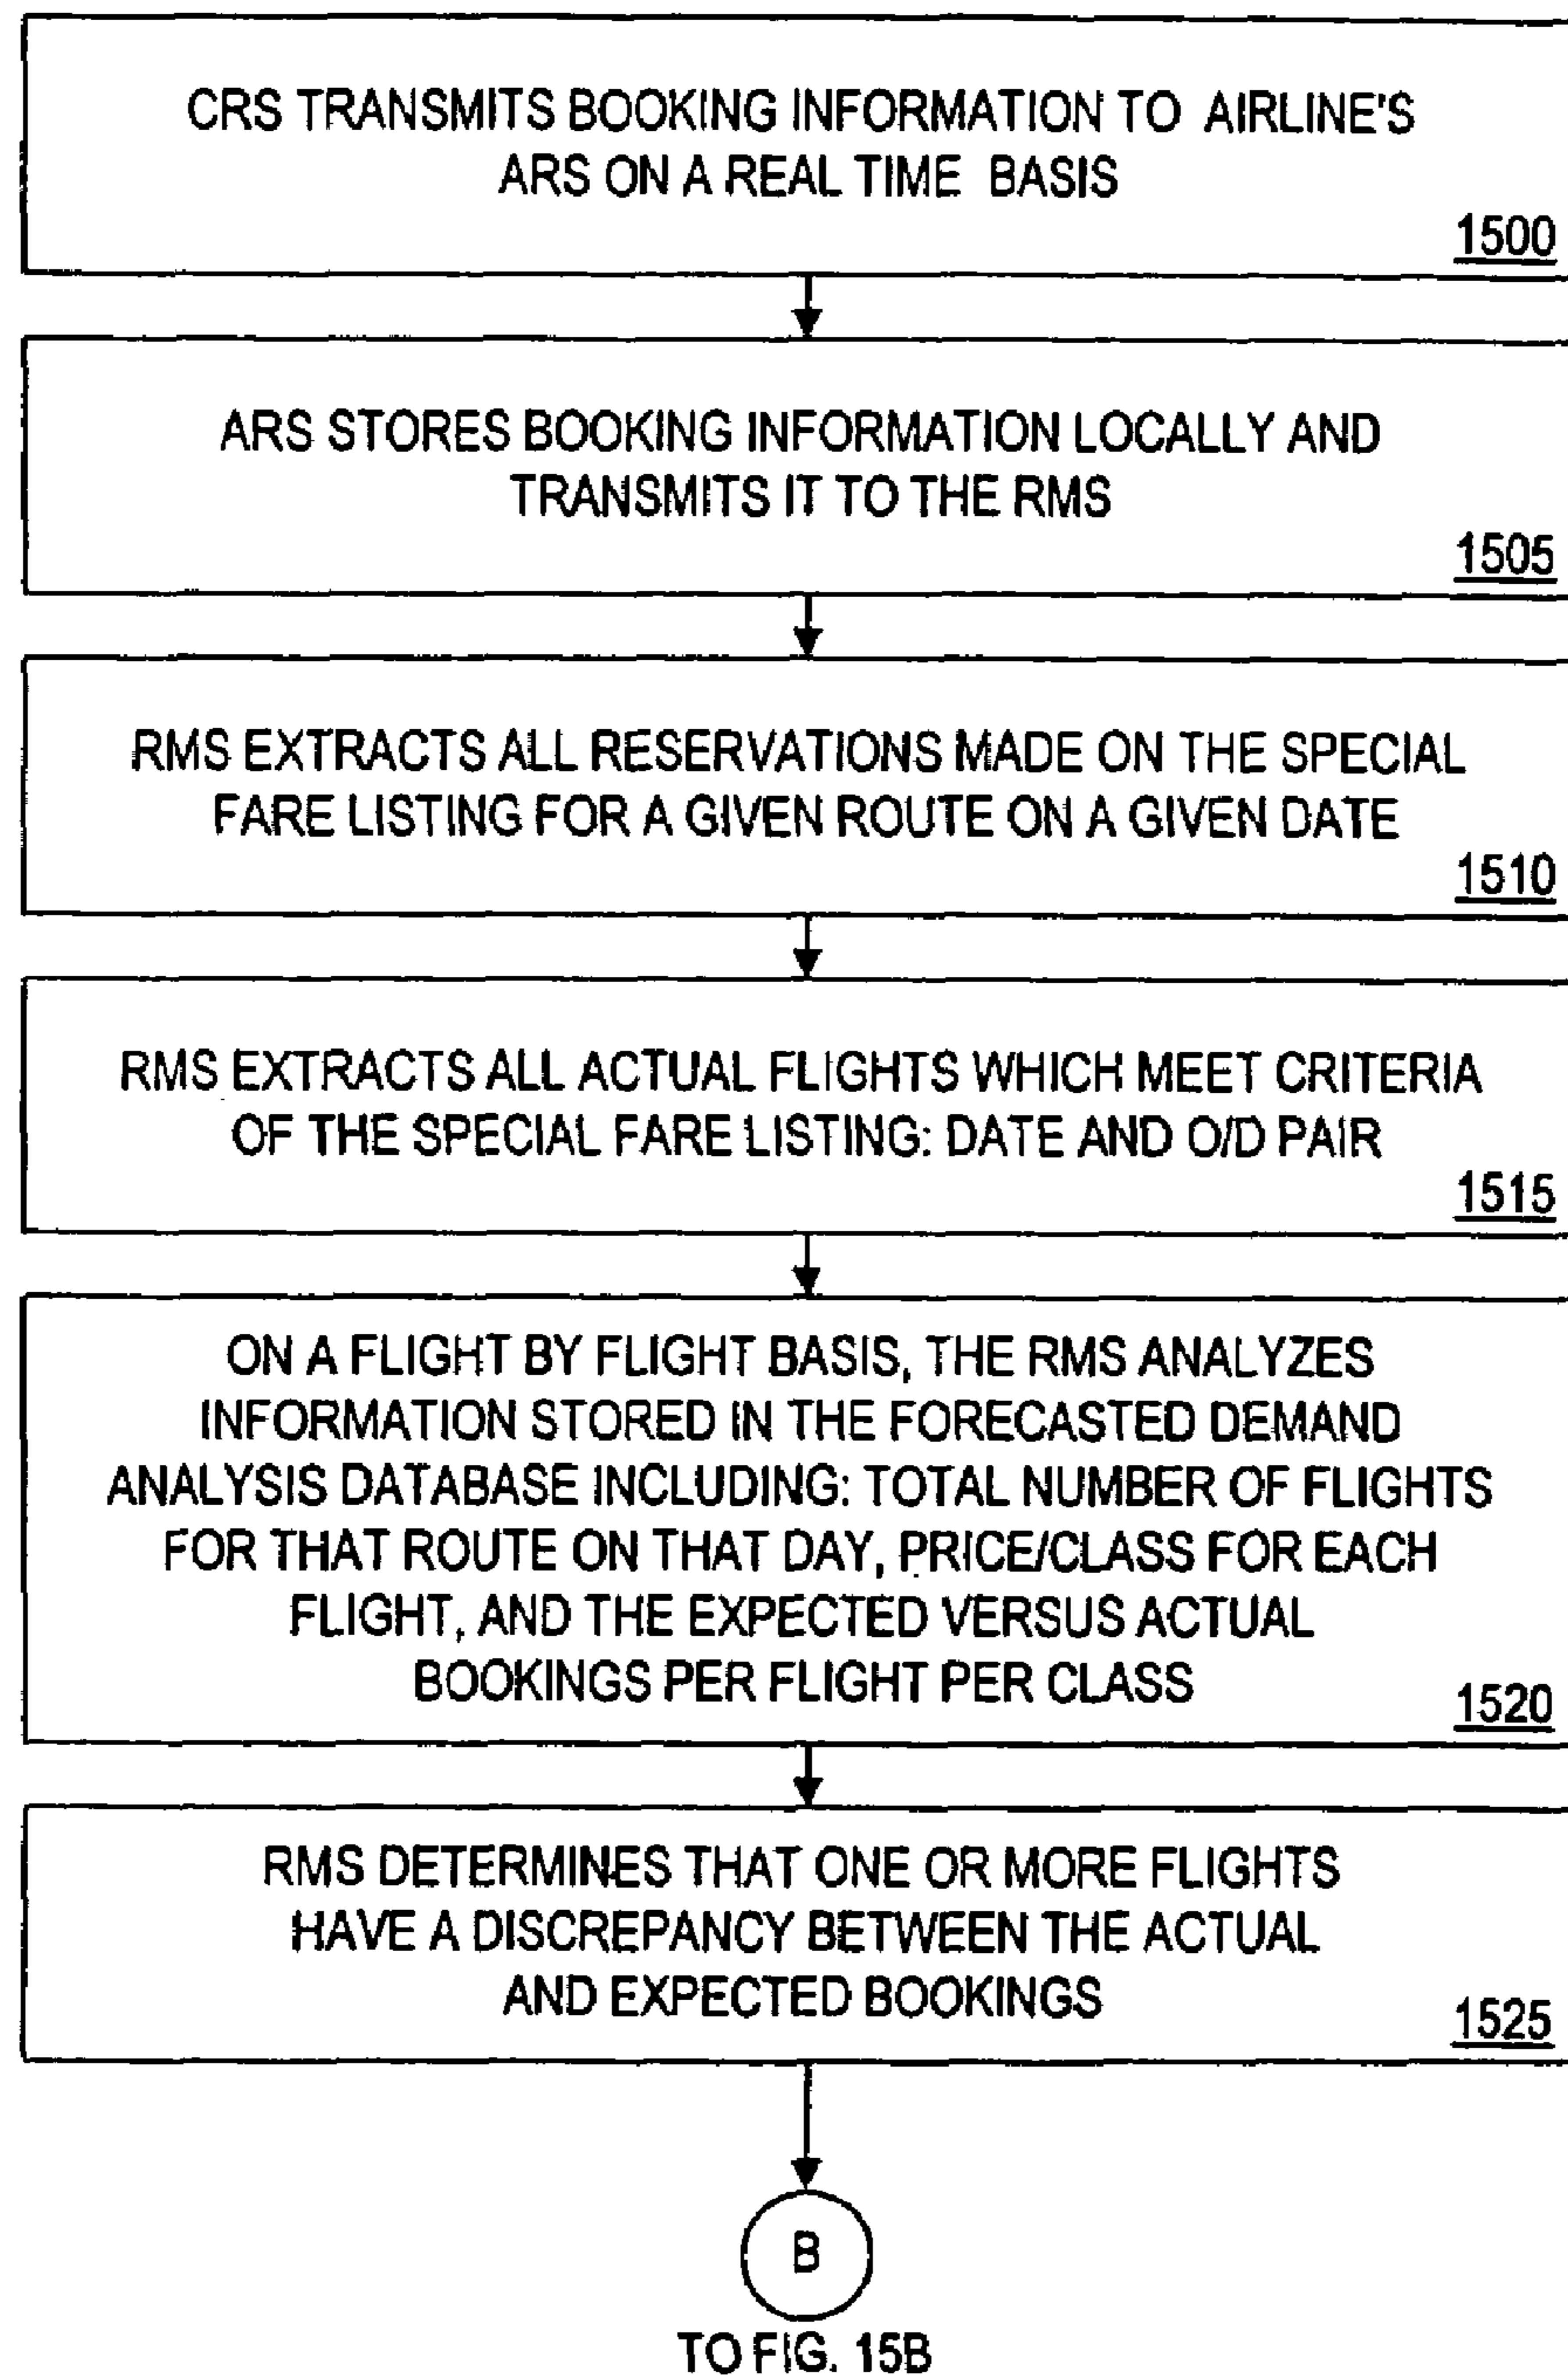 CRS TRANSMITS BOOKING INFORMATION TO AIRLINE'S
ARS ON A REAL TIME BASIS
1500
ARS STORES BOOKING INFORMATION LOCALLY AND
TRANSMITS IT TO THE RMS
1505
RMS EXTRACTS ALL RESERVATIONS MADE ON THE SPECIAL
FARE LISTING FOR A GIVEN ROUTE ON A GIVEN DATE
1510
RMS EXTRACTS ALL ACTUAL FLIGHTS WHICH MEET CRITERIA
OF THE SPECIAL FARE LISTING: DATE AND O/D PAIR
1515
ON A FLIGHT BY FLIGHT BASIS, THE RMS ANALYZES
INFORMATION STORED IN THE FORECASTED DEMAND
ANALYSIS DATABASE INCLUDING: TOTAL NUMBER OF FLIGHTS
FOR THAT ROUTE ON THAT DAY, PRICE/CLASS FOR EACH
FLIGHT, AND THE EXPECTED VERSUS ACTUAL
BOOKINGS PER FLIGHT PER CLASS
1520
RMS DETERMINES THAT ONE OR MORE FLIGHTS
HAVE A DISCREPANCY BETWEEN THE ACTUAL
AND EXPECTED BOOKINGS
1525
B
TO FIG. 15B